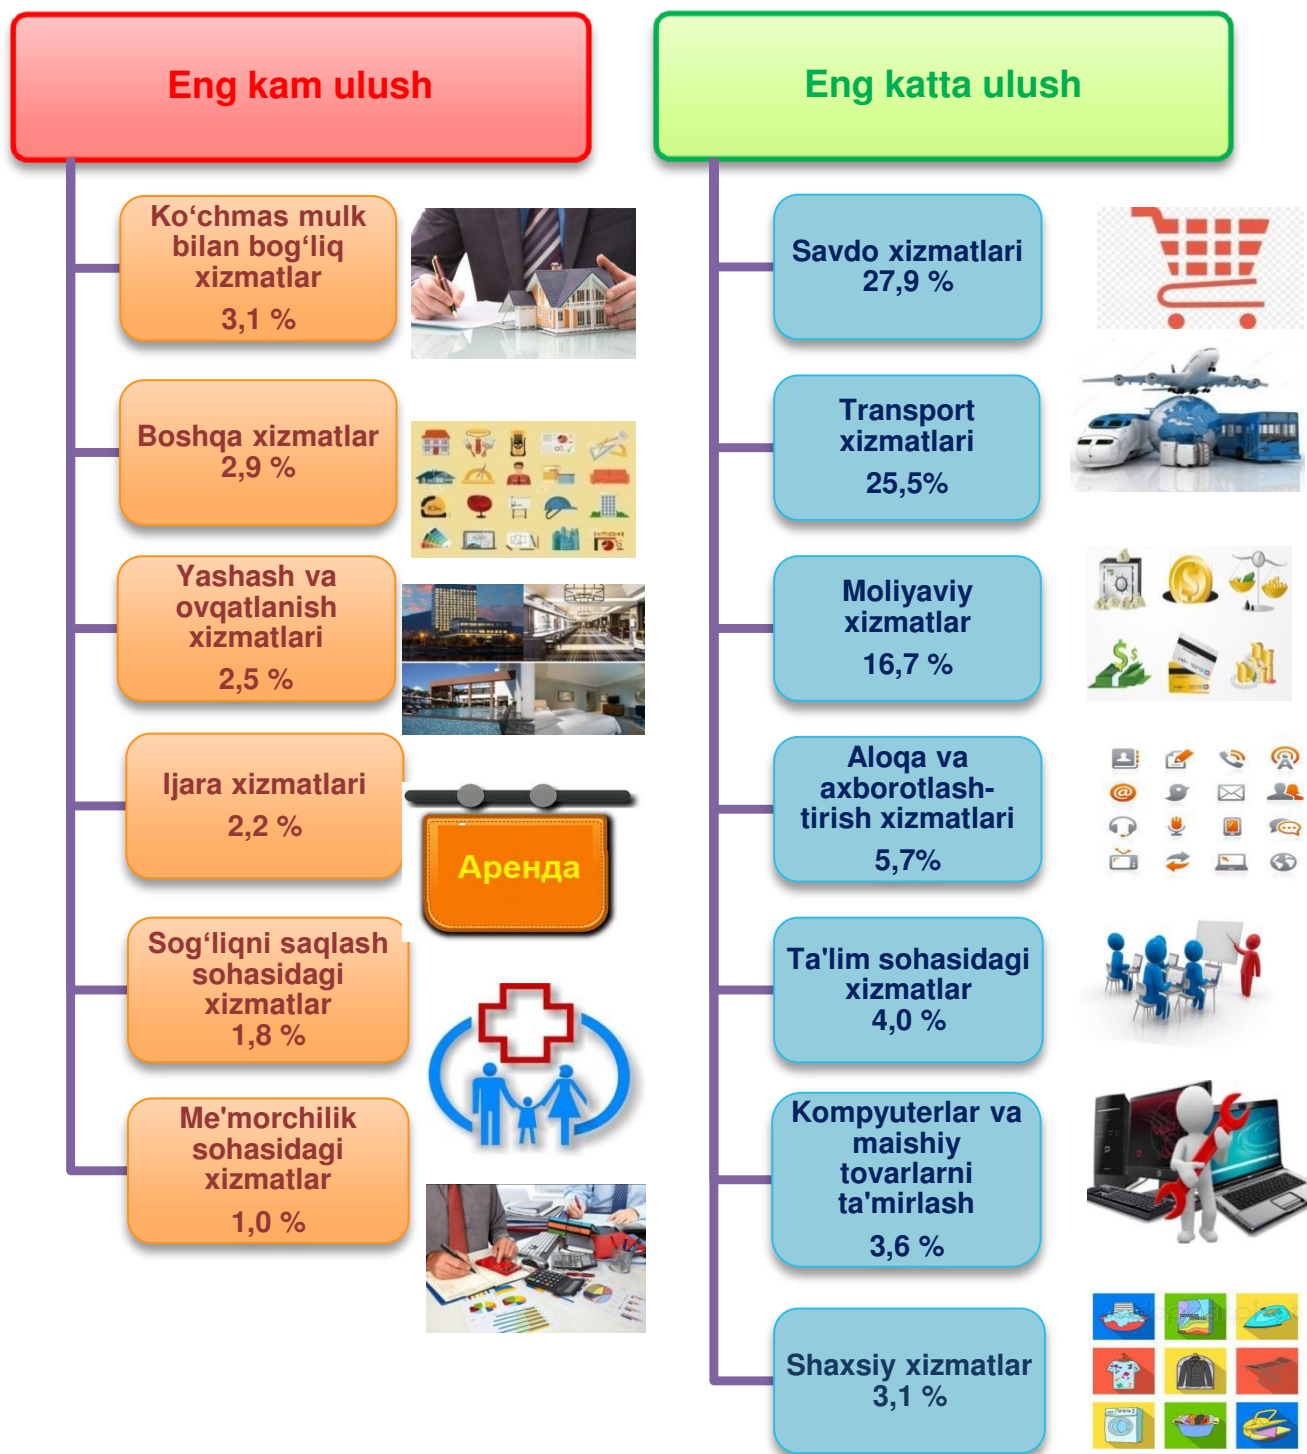 Eng kam ulush
Ko‘chmas mulk
bilan bog‘liq
xizmatlar
3,1 %
Boshqa xizmatlar
2,9 %
Yashash va
ovqatlanish
xizmatlari
2,5 %
Ijara xizmatlari
2,2 %
Аренда
Sog‘liqni saqlash
sohasidagi
xizmatlar
1,8 %
Me'morchilik
sohasidagi
xizmatlar
1,0 %
Eng katta ulush
Savdo xizmatlari
27,9 %
Transport
xizmatlari
25,5%
Moliyaviy
xizmatlar
16,7 %
Aloqa va
axborotlash-
tirish xizmatlari
5,7%
Ta'lim sohasidagi
xizmatlar
4,0 %
Kompyuterlar va
maishiy
tovarlarni
ta'mirlash
3,6 %
Shaxsiy xizmatlar
3,1 %